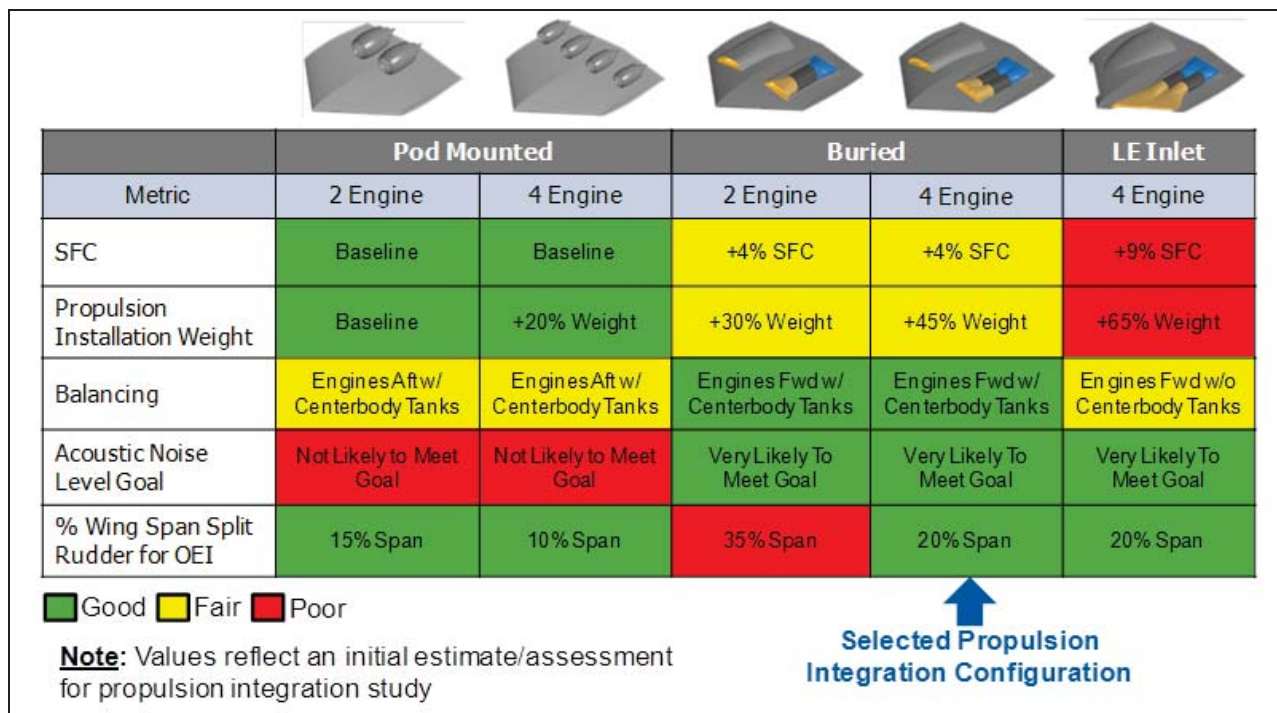 Pod Mounted Buried LE Inlet
Metric 2 Engine 4 Engine 2 Engine 4 Engine 4 Engine
SFC Baseline Baseline +4% SFC +4% SFC +9% SFC
Propulsion
Installation Weight Baseline +20% Weight +30% Weight +45% Weight +65% Weight
Balancing
Engines Aft w/
Centerbody Tanks
Engines Aft w/
Centerbody Tanks
Engines Fwd w/
Centerbody Tanks
Engines Fwd w/
Centerbody Tanks
Engines Fwd w/o
Centerbody Tanks
Acoustic Noise
Level Goal
Not Likely to Meet
Goal
Not Likely to Meet
Goal
Very Likely To
Meet Goal
Very Likely To
Meet Goal
Very Likely To
Meet Goal
% Wing Span Split
Rudder for OEI
15% Span 10% Span 35% Span 20% Span 20% Span
Good Fair Poor
Note: Values reflect an initial estimate/assessment
for propulsion integration study
Selected Propulsion
Integration Configuration